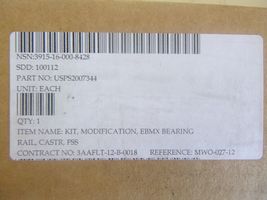 NSN:3915-16-000-8428
SDD: 100112
PART NO: USPS2007344
UNIT: EACH
QTY: 1
ITEM NAME: KIT, MODIFICATION, EBMX BEARING
RAIL, CASTR, FSS
CONTRACT NO: 3AAFLT-12-B-0018 REFERENCE: MWO-027-12